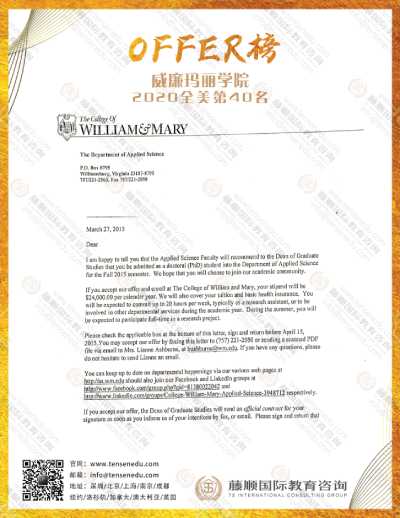 OFFER榜
威廉玛丽学院
2020全美第40名
The College Of
WILLIAM&MARY
The Department of Applied Science
P.O. Box 8795
Williamsburg, Virginia 23187-8795
757/221-2563, Fax 757/221-2050
March 27, 2015
Dear
I am happy to tell you that the Applied Science Faculty will recommend to the Dean of Graduate
Studies that you be admitted as a doctoral (PhD) student into the Department of Applied Science
for the Fall 2015 semester. We hope that you will choose to join our academic community.
If you accept our offer and enroll at The College of William and Mary, your stipend will be
$24,000.00 per calendar year. We will also cover your tuition and basic health insurance. You
will be expected to commit up to 20 hours per week, typically as a research assistant, or to be
involved in other departmental services during the academic year. During the summer, you will
be expected to participate full-time in a research project.
Please check the applicable box at the bottom of this letter, sign and return before April 15,
2015. You may accept our offer by faxing the letter to (757) 221-2050 or sending a scanned PDF
file via email to Mrs. Lianne Ashburne, at lrashburne@wm.edu. If you have any questions, please
do not hesitate to send Lianne an email.
You can keep up to date on departmental happenings via our various web pages at
http://as.wm.edu should also join our Facebook and LinkedIn groups at
http://www.facebook.com/group.php?gid=81380022042 and
http://www.linkedin.com/groups/College-William-Mary-Applied-Science-3948712 respectively.
If you accept our offer, the Dean of Graduate Studies will send an official contract for your
signature as soon as you inform us of your intentions by fax, or email. Please sign and return that
官网：www.tensenedu.com
邮箱：info@tensenedu.com
地址：深圳/北京/上海/南京/成都
纽约/洛杉矶/加拿大/澳大利亚/英国
藤顺国际教育咨询
TS INTERNATIONAL CONSULTING GROUP